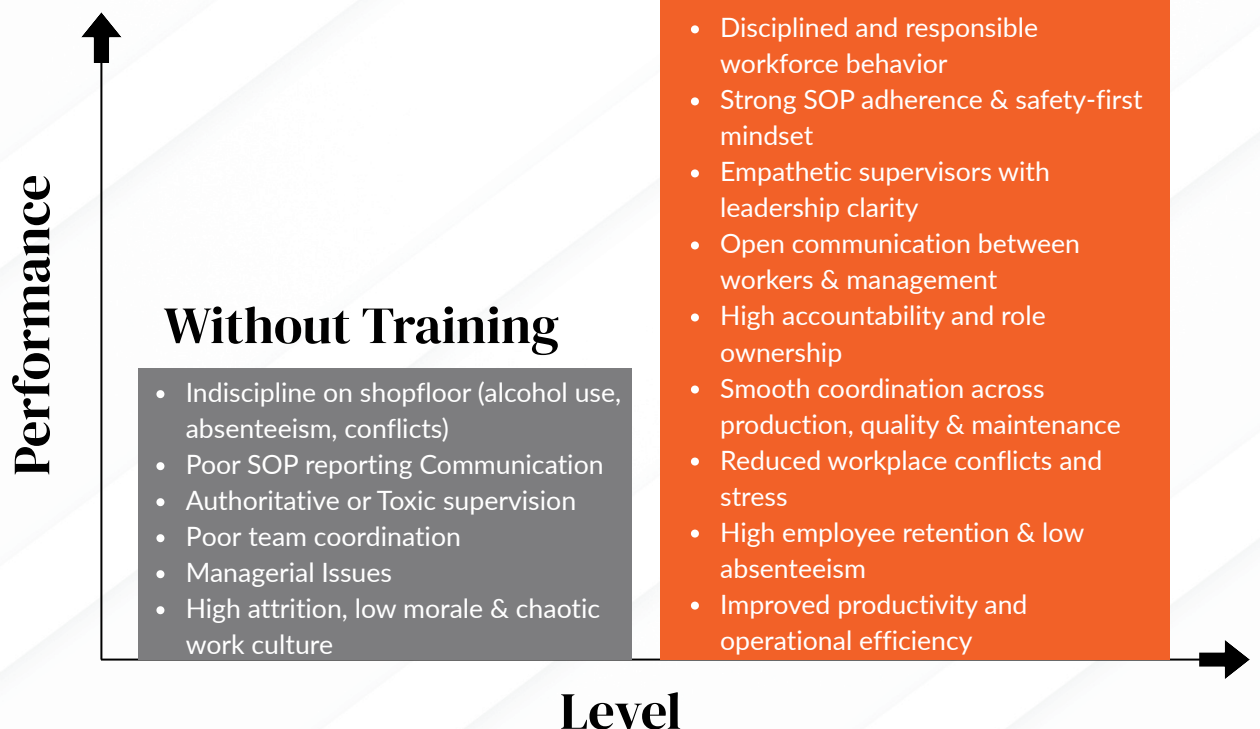 Performance
Without Training
• Indiscipline on shopfloor (alcohol use,
absenteeism, conflicts)
• Poor SOP reporting Communication
• Authoritative or Toxic supervision
• Poor team coordination
• Managerial Issues
• High attrition, low morale & chaotic
work culture
• Disciplined and responsible
workforce behavior
• Strong SOP adherence & safety-first
mindset
• Empathetic supervisors with
leadership clarity
• Open communication between
workers & management
• High accountability and role
ownership
• Smooth coordination across
production, quality & maintenance
• Reduced workplace conflicts and
stress
• High employee retention & low
absenteeism
• Improved productivity and
operational efficiency
Level